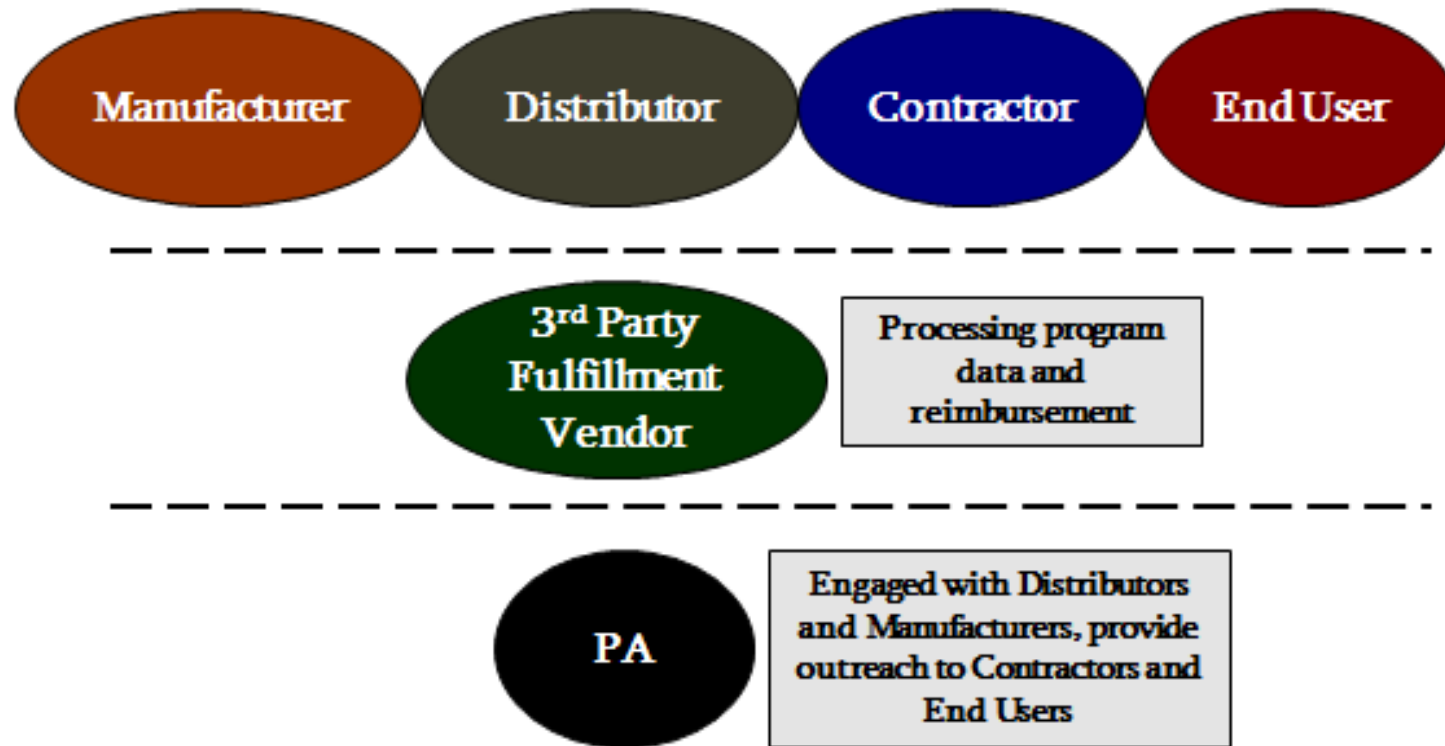 Manufacturer Distributor Contractor End User
3rd Party
Fulfillment
Vendor
Processing program
data and
reimbursement
PA
Engaged with Distributors
and Manufacturers, provide
outreach to Contractors and
End Users